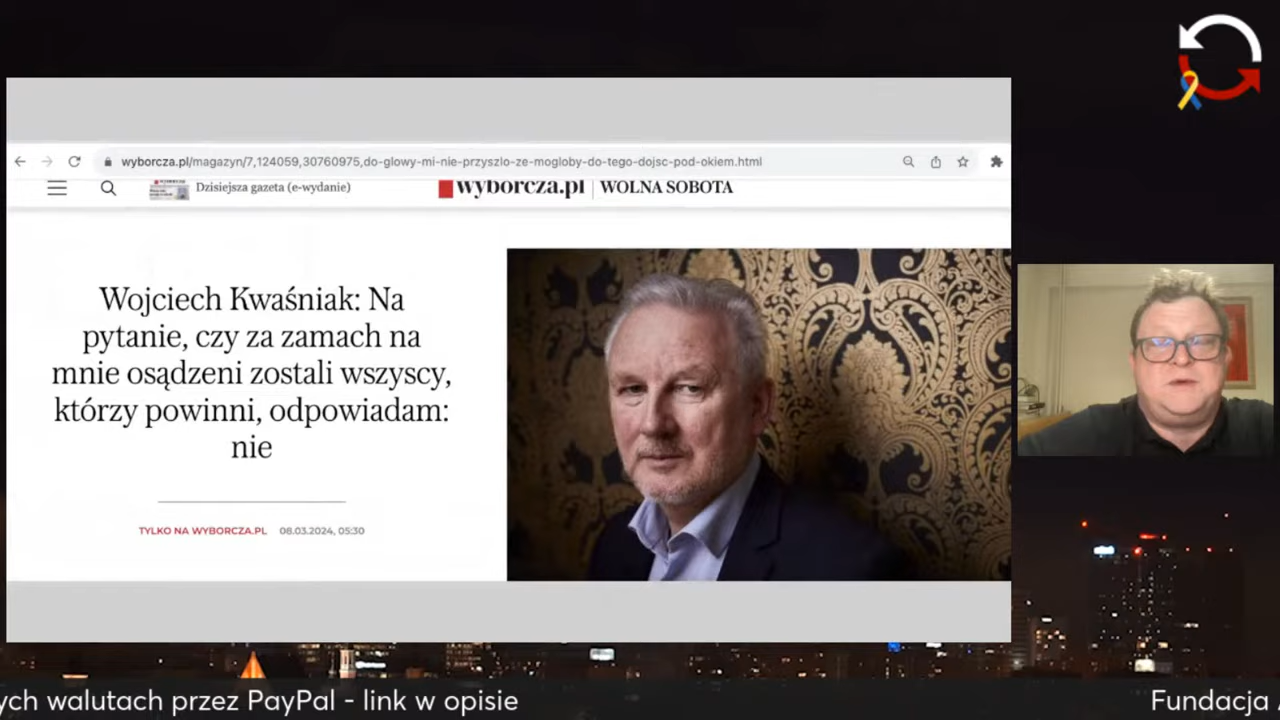 wyborcza.pl/magazyn/7,124059,30760975,do-glowy-mi-nie-przyszlo-ze-mogloby-do-tego-dojsc-pod-okiem.html
Dzisiejsza gazeta (e-wydanie)
wyborcza.pl | WOLNA SOBOTA
Wojciech Kwaśniak: Na
pytanie, czy za zamach na
mnie osądzeni zostali wszyscy,
którzy powinni, odpowiadam:
nie
TYLKO NA WYBORCZA.PL 08.03.2024, 05:30
ych walutach przez PayPal - link w opisie
Fundacja